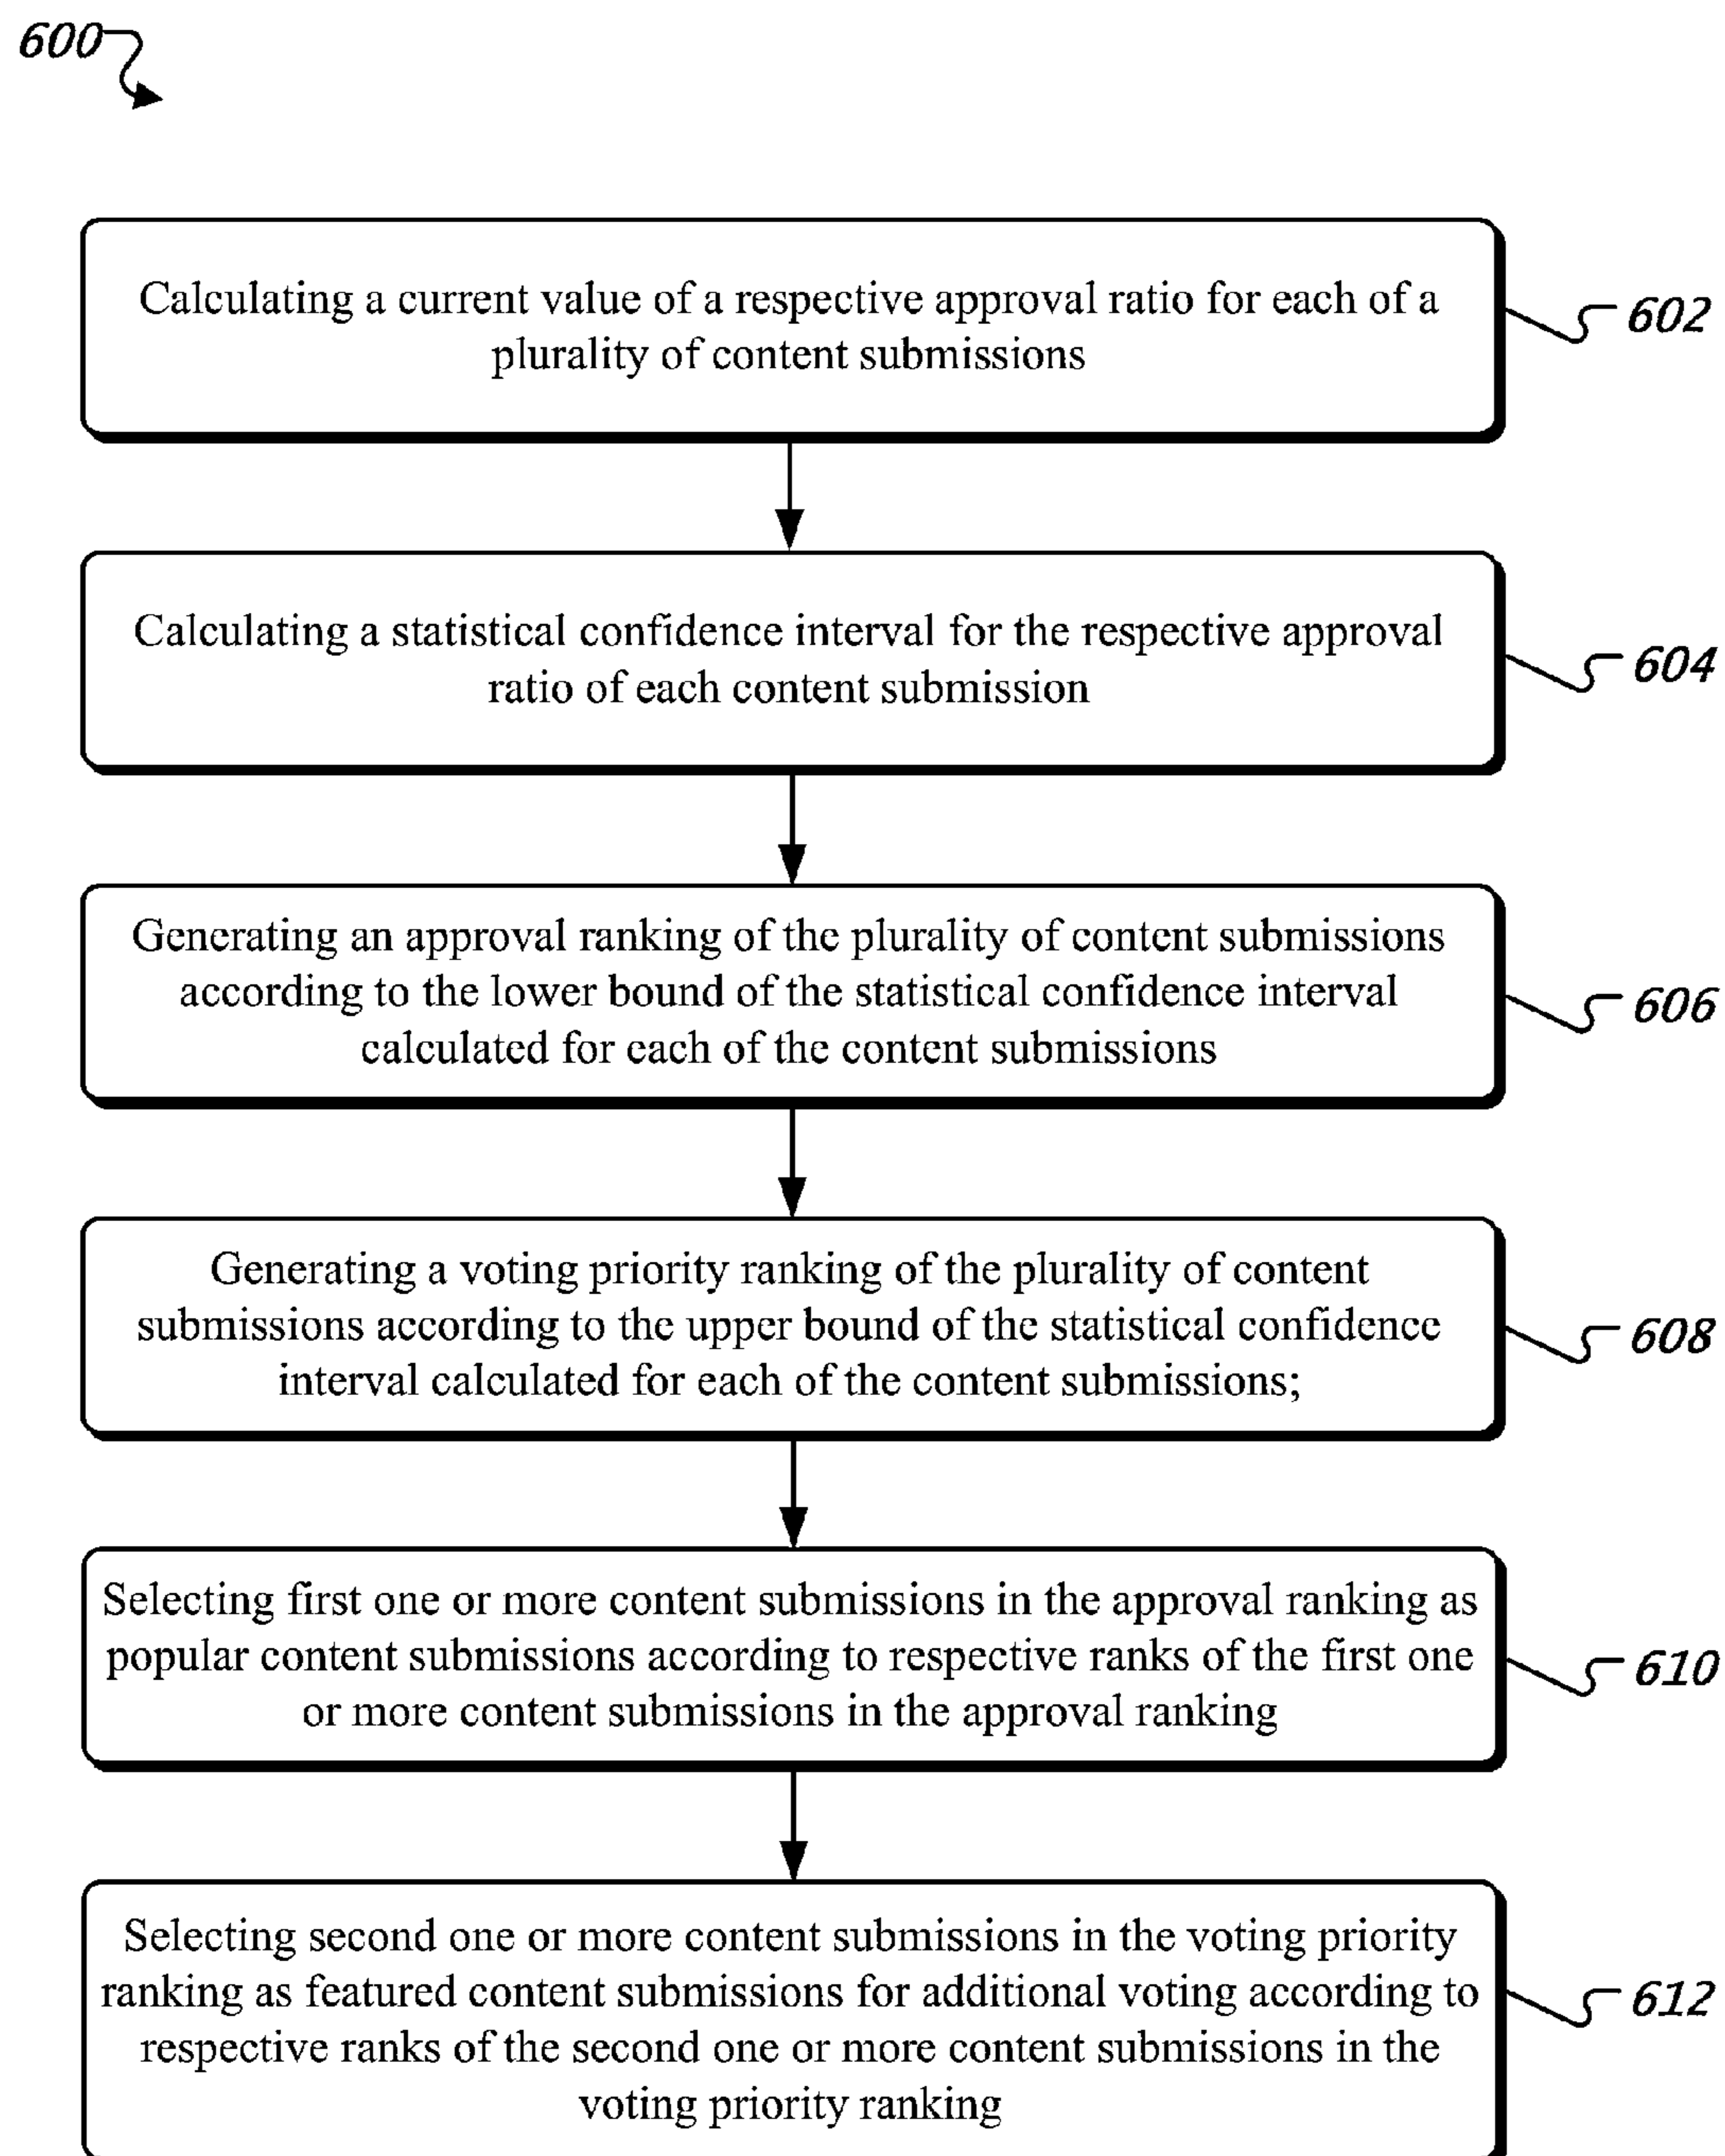 600
Calculating a current value of a respective approval ratio for each of a
plurality of content submissions
602
Calculating a statistical confidence interval for the respective approval
ratio of each content submission
604
Generating an approval ranking of the plurality of content submissions
according to the lower bound of the statistical confidence interval
calculated for each of the content submissions
606
Generating a voting priority ranking of the plurality of content
submissions according to the upper bound of the statistical confidence
interval calculated for each of the content submissions;
608
Selecting first one or more content submissions in the approval ranking as
popular content submissions according to respective ranks of the first one
or more content submissions in the approval ranking
610
Selecting second one or more content submissions in the voting priority
ranking as featured content submissions for additional voting according to
respective ranks of the second one or more content submissions in the
voting priority ranking
612